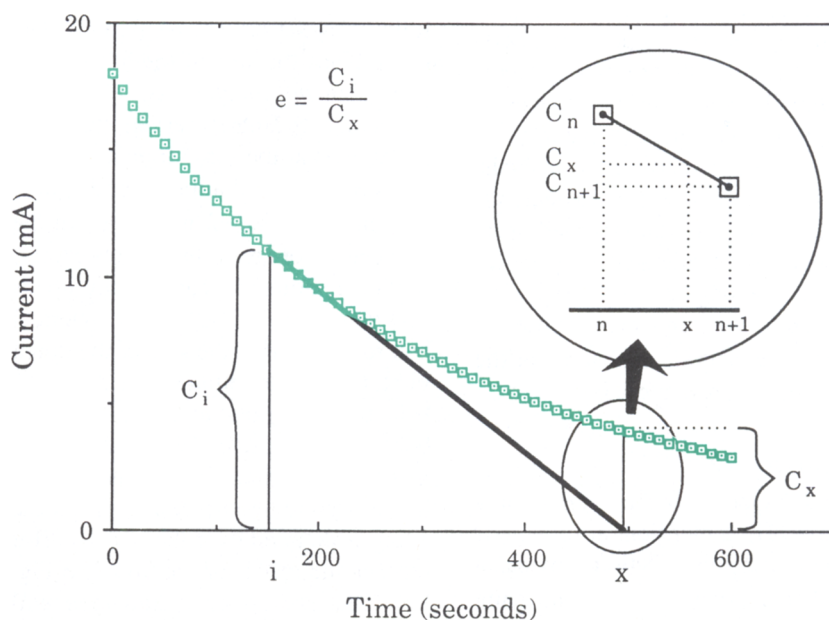 20
10
0
Current (mA)
e = C_i / C_x
C_n
C_x
C_{n+1}
n x n+1
C_i
C_x
0 200 400 600
i x
Time (seconds)